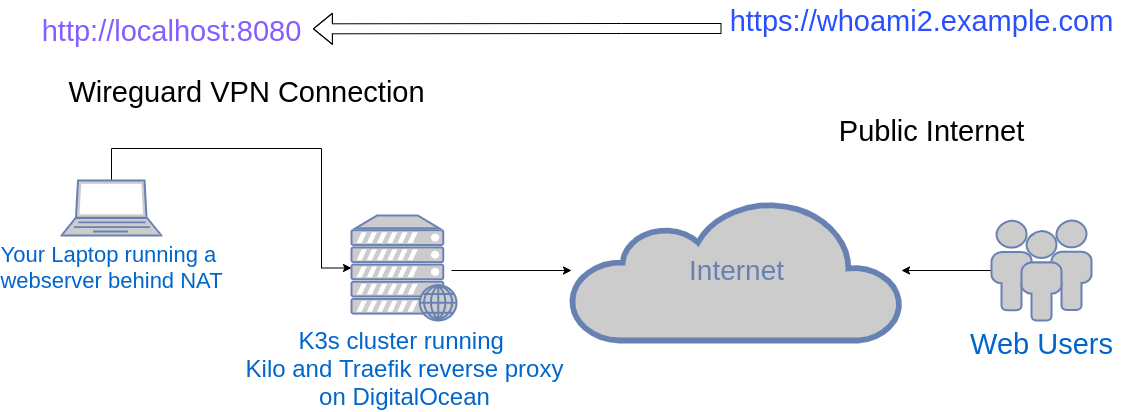 http://localhost:8080
https://whoami2.example.com
Wireguard VPN Connection
Public Internet
Your Laptop running a
webserver behind NAT
Internet
K3s cluster running
Kilo and Traefik reverse proxy
on DigitalOcean
Web Users